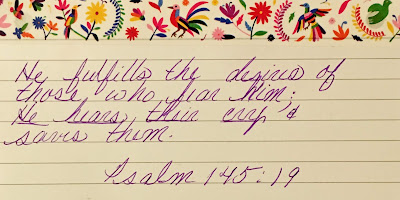 He fulfills the desires of
those who fear him;
He hears their cry &
saves them.
Psalm 145:19